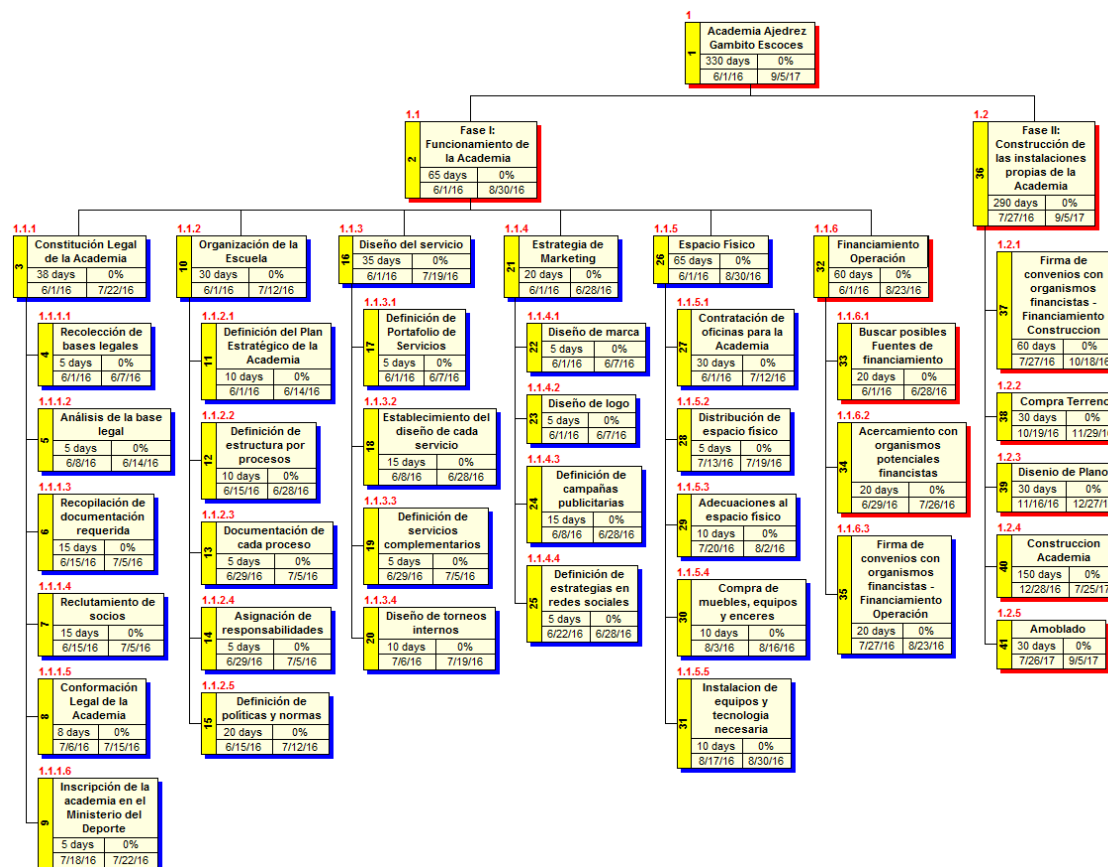 1
1
Academia Ajedrez
Gambito Escoces
330 days 0%
6/1/16 9/5/17
1.1
2
Fase I:
Funcionamiento de
la Academia
65 days 0%
6/1/16 8/30/16
1.2
36
Fase II:
Construcción de
las instalaciones
propias de la
Academia
290 days 0%
7/27/16 9/5/17
1.1.1
3
Constitución Legal
de la Academia
38 days 0%
6/1/16 7/22/16
1.1.1.1
4
Recolección de
bases legales
5 days 0%
6/1/16 6/7/16
1.1.1.2
5
Análisis de la base
legal
5 days 0%
6/8/16 6/14/16
1.1.1.3
6
Recopilación de
documentación
requerida
15 days 0%
6/15/16 7/5/16
1.1.1.4
7
Reclutamiento de
socios
15 days 0%
6/15/16 7/5/16
1.1.1.5
8
Conformación
Legal de la
Academia
8 days 0%
7/6/16 7/15/16
1.1.1.6
9
Inscripción de la
academia en el
Ministerio del
Deporte
5 days 0%
7/18/16 7/22/16
1.1.2
10
Organización de la
Escuela
30 days 0%
6/1/16 7/12/16
1.1.2.1
11
Definición del Plan
Estratégico de la
Academia
10 days 0%
6/1/16 6/14/16
1.1.2.2
12
Definición de
estructura por
procesos
10 days 0%
6/15/16 6/28/16
1.1.2.3
13
Documentación de
cada proceso
5 days 0%
6/29/16 7/5/16
1.1.2.4
14
Asignación de
responsabilidades
5 days 0%
6/29/16 7/5/16
1.1.2.5
15
Definición de
políticas y normas
20 days 0%
6/15/16 7/12/16
1.1.3
16
Diseño del servicio
35 days 0%
6/1/16 7/19/16
1.1.3.1
17
Definición de
Portafolio de
Servicios
5 days 0%
6/1/16 6/7/16
1.1.3.2
18
Establecimiento del
diseño de cada
servicio
15 days 0%
6/8/16 6/28/16
1.1.3.3
19
Definición de
servicios
complementarios
5 days 0%
6/29/16 7/5/16
1.1.3.4
20
Diseño de torneos
internos
10 days 0%
7/6/16 7/19/16
1.1.4
21
Estrategia de
Marketing
20 days 0%
6/1/16 6/28/16
1.1.4.1
22
Diseño de marca
5 days 0%
6/1/16 6/7/16
1.1.4.2
23
Diseño de logo
5 days 0%
6/1/16 6/7/16
1.1.4.3
24
Definición de
campañas
publicitarias
15 days 0%
6/8/16 6/28/16
1.1.4.4
25
Definición de
estrategias en
redes sociales
5 days 0%
6/22/16 6/28/16
1.1.5
26
Espacio Físico
65 days 0%
6/1/16 8/30/16
1.1.5.1
27
Contratación de
oficinas para la
Academia
30 days 0%
6/1/16 7/12/16
1.1.5.2
28
Distribución de
espacio físico
5 days 0%
7/13/16 7/19/16
1.1.5.3
29
Adecuaciones al
espacio físico
10 days 0%
7/20/16 8/2/16
1.1.5.4
30
Compra de
muebles, equipos
y enceres
10 days 0%
8/3/16 8/16/16
1.1.5.5
31
Instalacion de
equipos y
tecnologia
necesaria
10 days 0%
8/17/16 8/30/16
1.1.6
32
Financiamiento
Operación
60 days 0%
6/1/16 8/23/16
1.1.6.1
33
Buscar posibles
Fuentes de
financiamiento
20 days 0%
6/1/16 6/28/16
1.1.6.2
34
Acercamiento con
organismos
potenciales
financistas
20 days 0%
6/29/16 7/26/16
1.1.6.3
35
Firma de
convenios con
organismos
financistas -
Financiamiento
Operación
20 days 0%
7/27/16 8/23/16
1.2.1
37
Firma de
convenios con
organismos
financistas -
Financiamiento
Construccion
60 days 0%
7/27/16 10/18/16
1.2.2
38
Compra Terreno
30 days 0%
10/19/16 11/29/16
1.2.3
39
Disenio de Plano
30 days 0%
11/16/16 12/27/1
1.2.4
40
Construccion
Academia
150 days 0%
12/28/16 7/25/17
1.2.5
41
Amoblado
30 days 0%
7/26/17 9/5/17